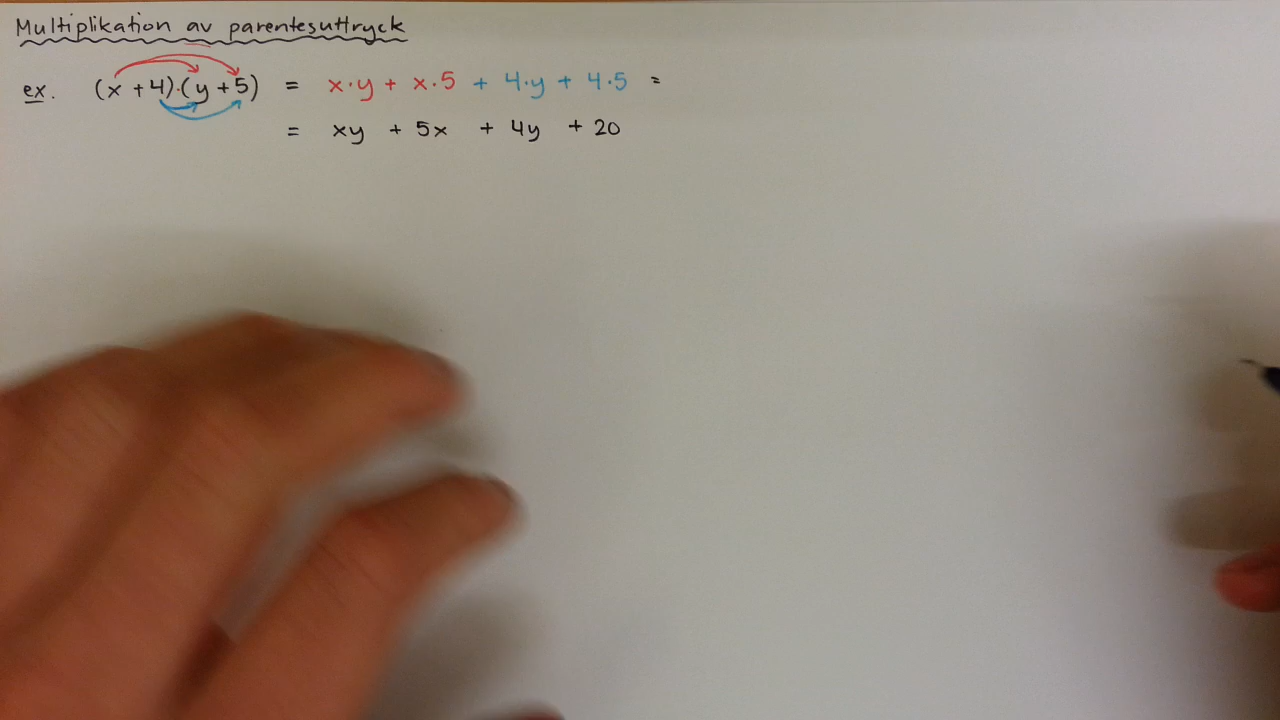 Multiplikation av parentesuttryck
ex. (x + 4)·(y + 5) = x·y + x·5 + 4·y + 4·5 =
= xy + 5x + 4y + 20